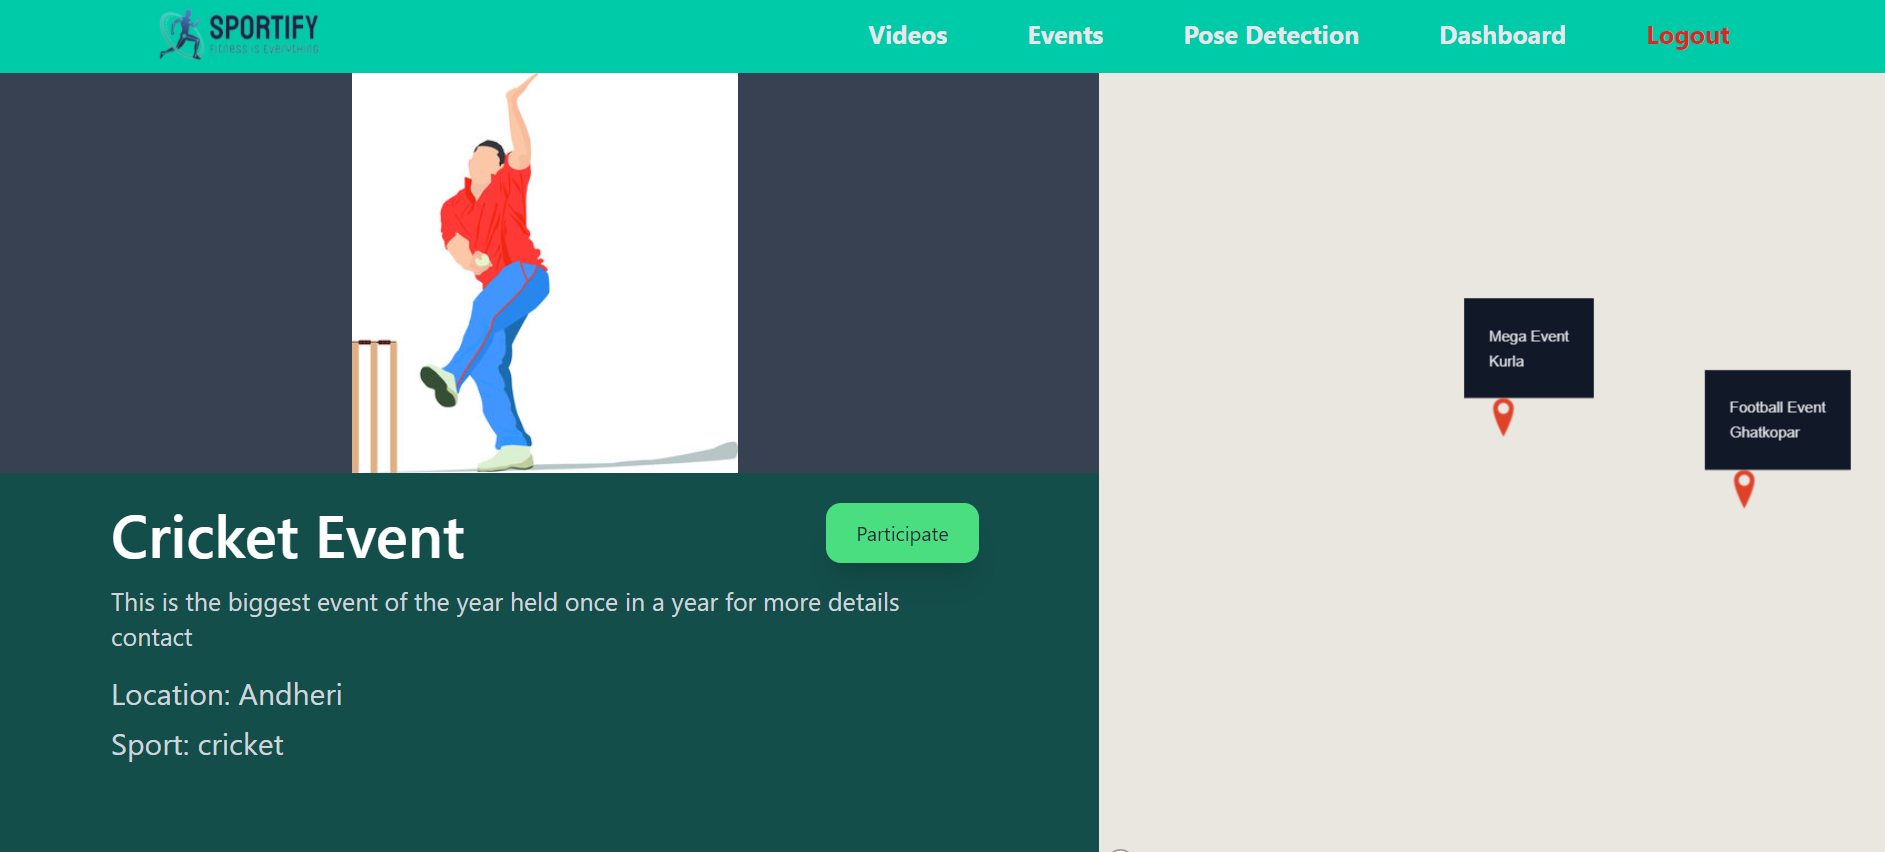 SPORTIFY
FITNESS IS EVERYTHING
Videos
Events
Pose Detection
Dashboard
Logout
Cricket Event
Participate
This is the biggest event of the year held once in a year for more details
contact
Location: Andheri
Sport: cricket
Mega Event
Kurla
Football Event
Ghatkopar